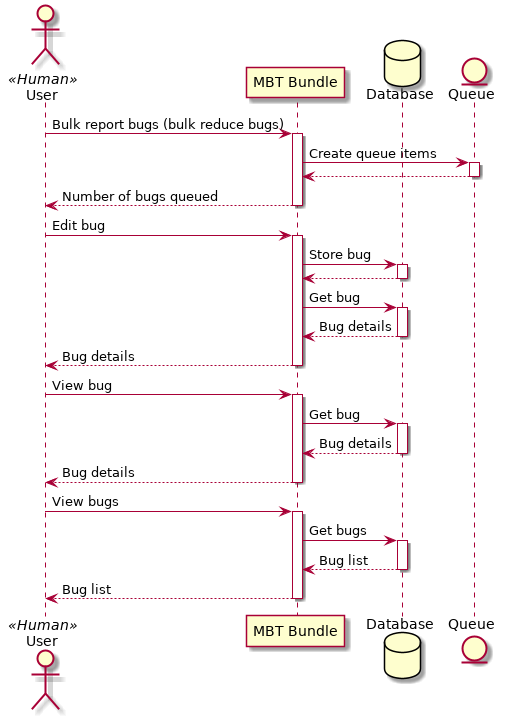 «Human»
User
MBT Bundle
Database
Queue
Bulk report bugs (bulk reduce bugs)
Create queue items
Number of bugs queued
Edit bug
Store bug
Get bug
Bug details
Bug details
View bug
Get bug
Bug details
Bug details
View bugs
Get bugs
Bug list
Bug list
«Human»
User
MBT Bundle
Database
Queue